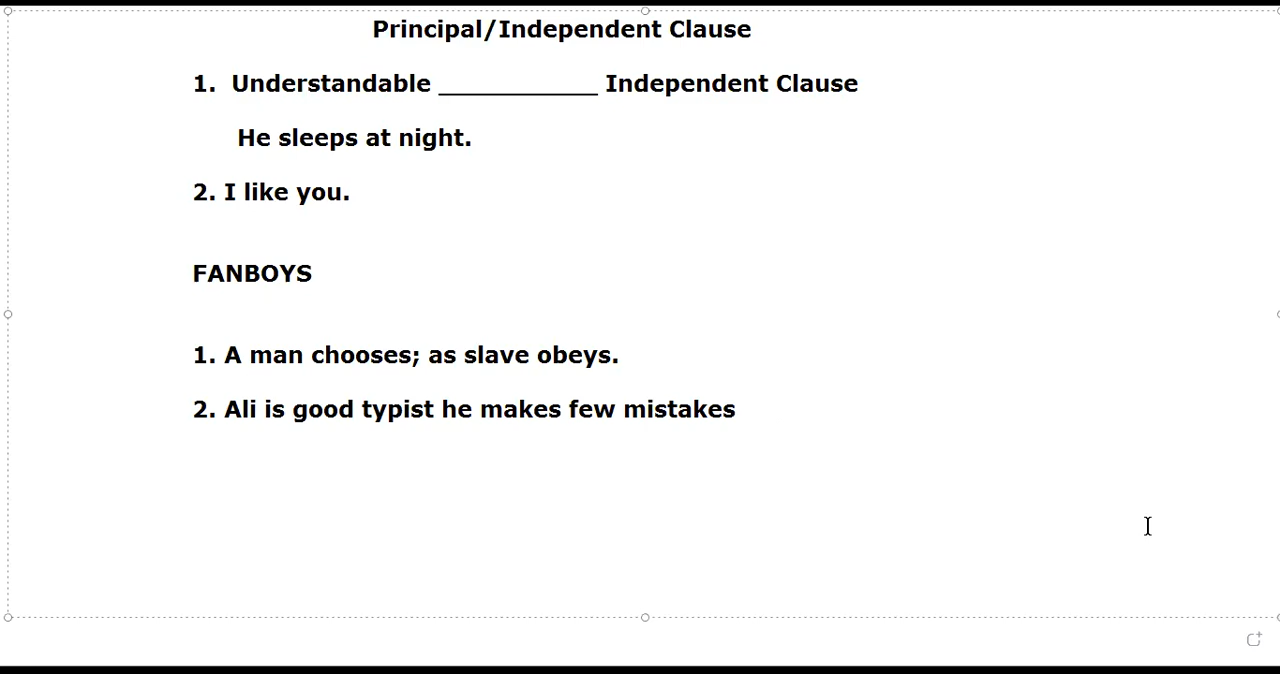 Principal/Independent Clause
1. Understandable ___________ Independent Clause
He sleeps at night.
2. I like you.
FANBOYS
1. A man chooses; as slave obeys.
2. Ali is good typist he makes few mistakes